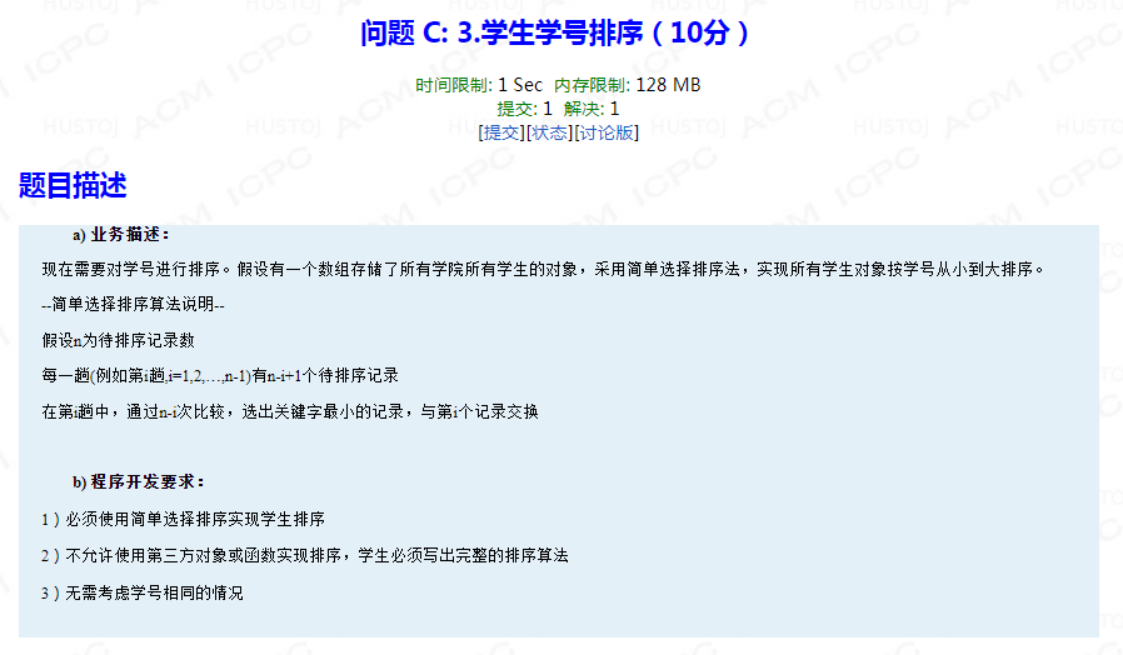 问题 C: 3.学生学号排序（10分）
时间限制: 1 Sec 内存限制: 128 MB
提交: 1 解决: 1
[提交][状态][讨论版]
题目描述
a) 业务描述：
现在需要对学号进行排序。假设有一个数组存储了所有学院所有学生的对象，采用简单选择排序法，实现所有学生对象按学号从小到大排序。
--简单选择排序算法说明--
假设n为待排序记录数
每一趟(例如第i趟,i=1,2,…,n-1)有n-i+1个待排序记录
在第i趟中，通过n-i次比较，选出关键字最小的记录，与第i个记录交换
b) 程序开发要求：
1）必须使用简单选择排序实现学生排序
2）不允许使用第三方对象或函数实现排序，学生必须写出完整的排序算法
3）无需考虑学号相同的情况